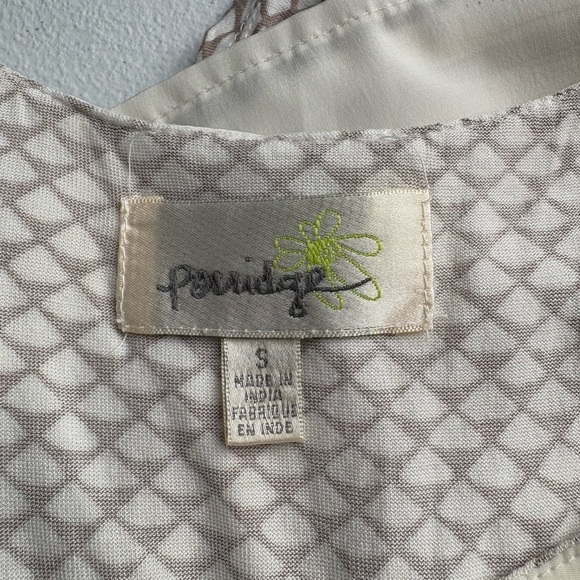 Porridge
S
MADE IN
INDIA
FABRIQUE
EN INDE